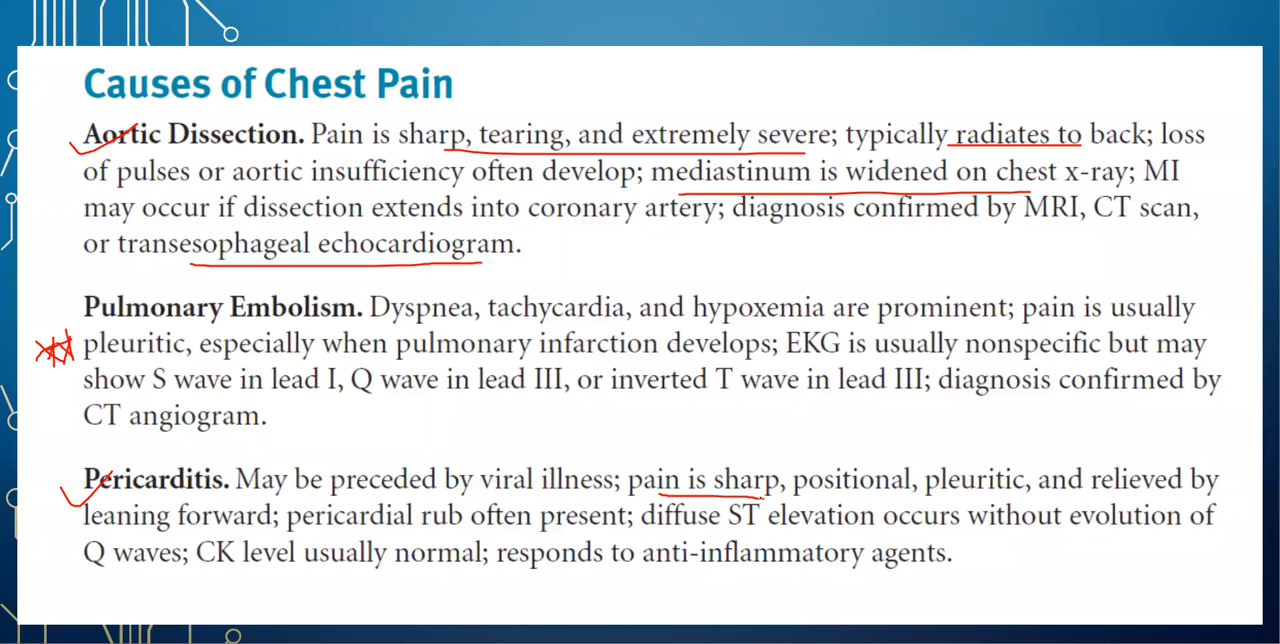 Causes of Chest Pain
Aortic Dissection. Pain is sharp, tearing, and extremely severe; typically radiates to back; loss
of pulses or aortic insufficiency often develop; mediastinum is widened on chest x-ray; MI
may occur if dissection extends into coronary artery; diagnosis confirmed by MRI, CT scan,
or transesophageal echocardiogram.
Pulmonary Embolism. Dyspnea, tachycardia, and hypoxemia are prominent; pain is usually
pleuritic, especially when pulmonary infarction develops; EKG is usually nonspecific but may
show S wave in lead I, Q wave in lead III, or inverted T wave in lead III; diagnosis confirmed by
CT angiogram.
Pericarditis. May be preceded by viral illness; pain is sharp, positional, pleuritic, and relieved by
leaning forward; pericardial rub often present; diffuse ST elevation occurs without evolution of
Q waves; CK level usually normal; responds to anti-inflammatory agents.